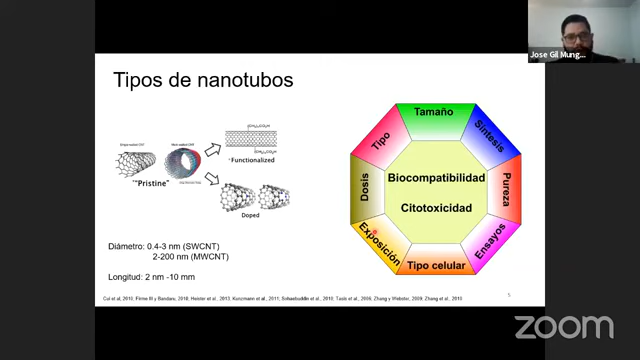 Jose Gil Mung...
Tipos de nanotubos
"Pristine"
Functionalized
Doped
Diámetro: 0.4-3 nm (SWCNT)
2-200 nm (MWCNT)
Longitud: 2 nm -10 mm
Tamaño
Síntesis
Pureza
Ensayos
Tipo celular
Exposición
Dosis
Tipo
Biocompatibilidad
Citotoxicidad
5
zoom